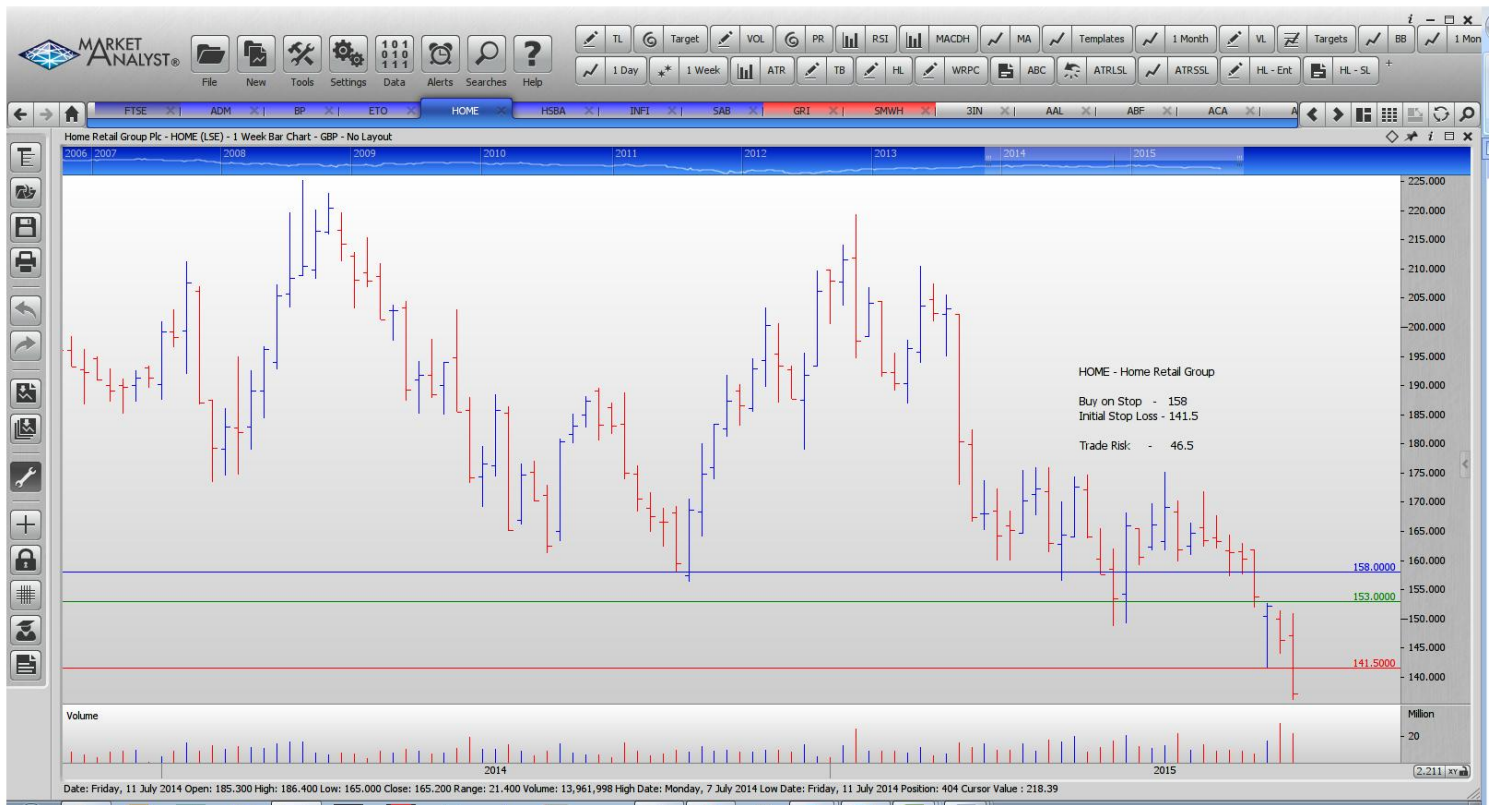 i
MARKET ANALYST®
File New Tools Settings Data Alerts Searches Help
TL Target VOL PR RSI MACDH MA Templates 1 Month VL Targets BB 1 Mon
1 Day 1 Week ATR TB HL WRPC ABC ATRLSL ATRSSL HL - Ent HL - SL
FTSE ADM BP ETO HOME HSBA INFI SAB GRI SMWH 3IN AAL ABF ACA A
Home Retail Group Plc - HOME (LSE) - 1 Week Bar Chart - GBP - No Layout
2006 2007 2008 2009 2010 2011 2012 2013 2014 2015
225.000
220.000
215.000
210.000
205.000
200.000
195.000
190.000
185.000
180.000
175.000
170.000
165.000
160.000
155.000
150.000
145.000
140.000
HOME - Home Retail Group
Buy on Stop - 158
Initial Stop Loss - 141.5
Trade Risk - 46.5
158.0000
153.0000
141.5000
Volume
Million
20
2014 2015
2.211 XY
Date: Friday, 11 July 2014 Open: 185.300 High: 186.400 Low: 165.000 Close: 165.200 Range: 21.400 Volume: 13,961,998 High Date: Monday, 7 July 2014 Low Date: Friday, 11 July 2014 Position: 404 Cursor Value : 218.39